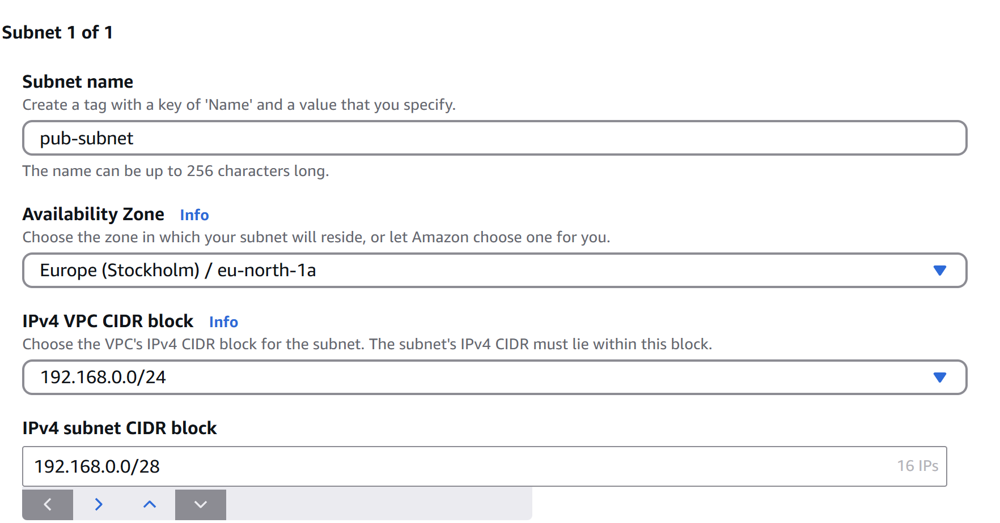 Subnet 1 of 1
Subnet name
Create a tag with a key of 'Name' and a value that you specify.
pub-subnet
The name can be up to 256 characters long.
Availability Zone Info
Choose the zone in which your subnet will reside, or let Amazon choose one for you.
Europe (Stockholm) / eu-north-1a
IPv4 VPC CIDR block Info
Choose the VPC's IPv4 CIDR block for the subnet. The subnet's IPv4 CIDR must lie within this block.
192.168.0.0/24
IPv4 subnet CIDR block
192.168.0.0/28 16 IPs